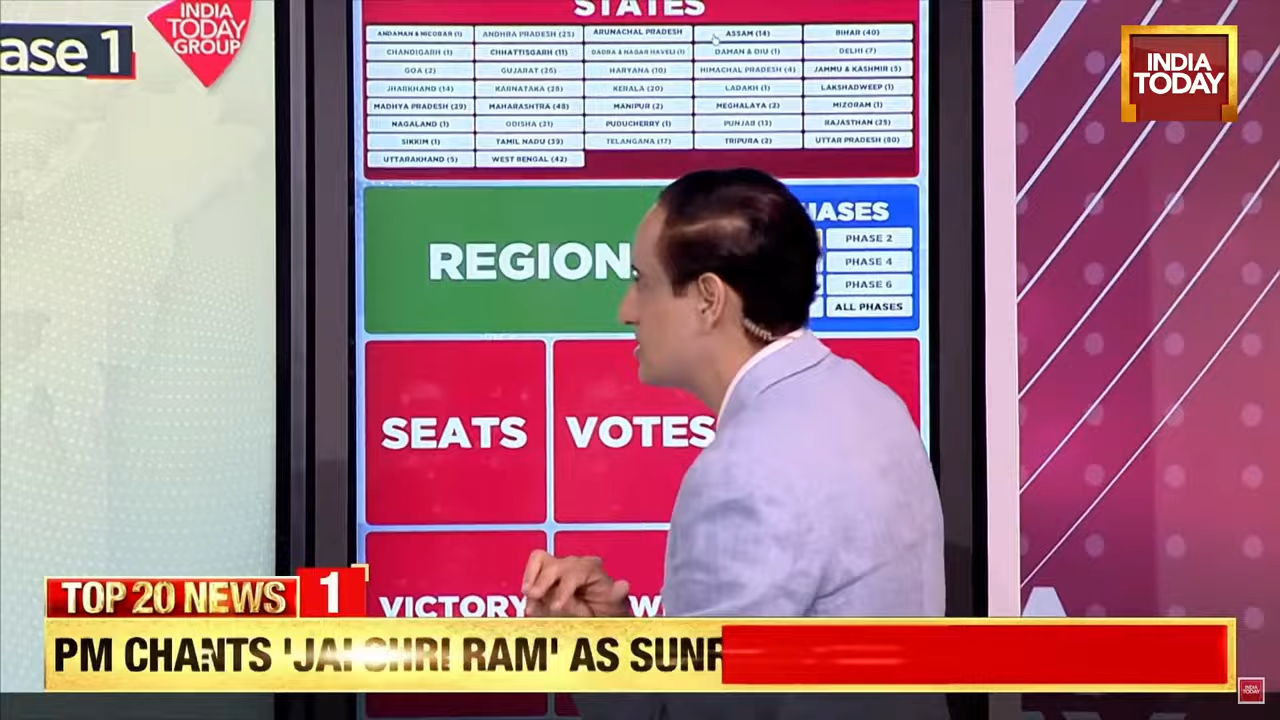 ase 1
INDIA
TODAY
GROUP
STATES
ANDAMAN & NICOBAR (1)
ANDHRA PRADESH (25)
ARUNACHAL PRADESH
ASSAM (14)
BIHAR (40)
CHANDIGARH (1)
CHHATTISGARH (11)
DADRA & NAGAR HAVELI (1)
DAMAN & DIU (1)
DELHI (7)
GOA (2)
GUJARAT (26)
HARYANA (10)
HIMACHAL PRADESH (4)
JAMMU & KASHMIR (5)
JHARKHAND (14)
KARNATAKA (28)
KERALA (20)
LADAKH (1)
LAKSHADWEEP (1)
MADHYA PRADESH (29)
MAHARASHTRA (48)
MANIPUR (2)
MEGHALAYA (2)
MIZORAM (1)
NAGALAND (1)
ODISHA (21)
PUDUCHERRY (1)
PUNJAB (13)
RAJASTHAN (25)
SIKKIM (1)
TAMIL NADU (39)
TELANGANA (17)
TRIPURA (2)
UTTAR PRADESH (80)
UTTARAKHAND (5)
WEST BENGAL (42)
INDIA
TODAY
REGION
HASES
PHASE 2
PHASE 4
PHASE 6
ALL PHASES
SEATS
VOTES
VICTORY
W
TOP 20 NEWS
1
PM CHANTS 'JAI SHRI RAM' AS SUNR
INDIA
TODAY